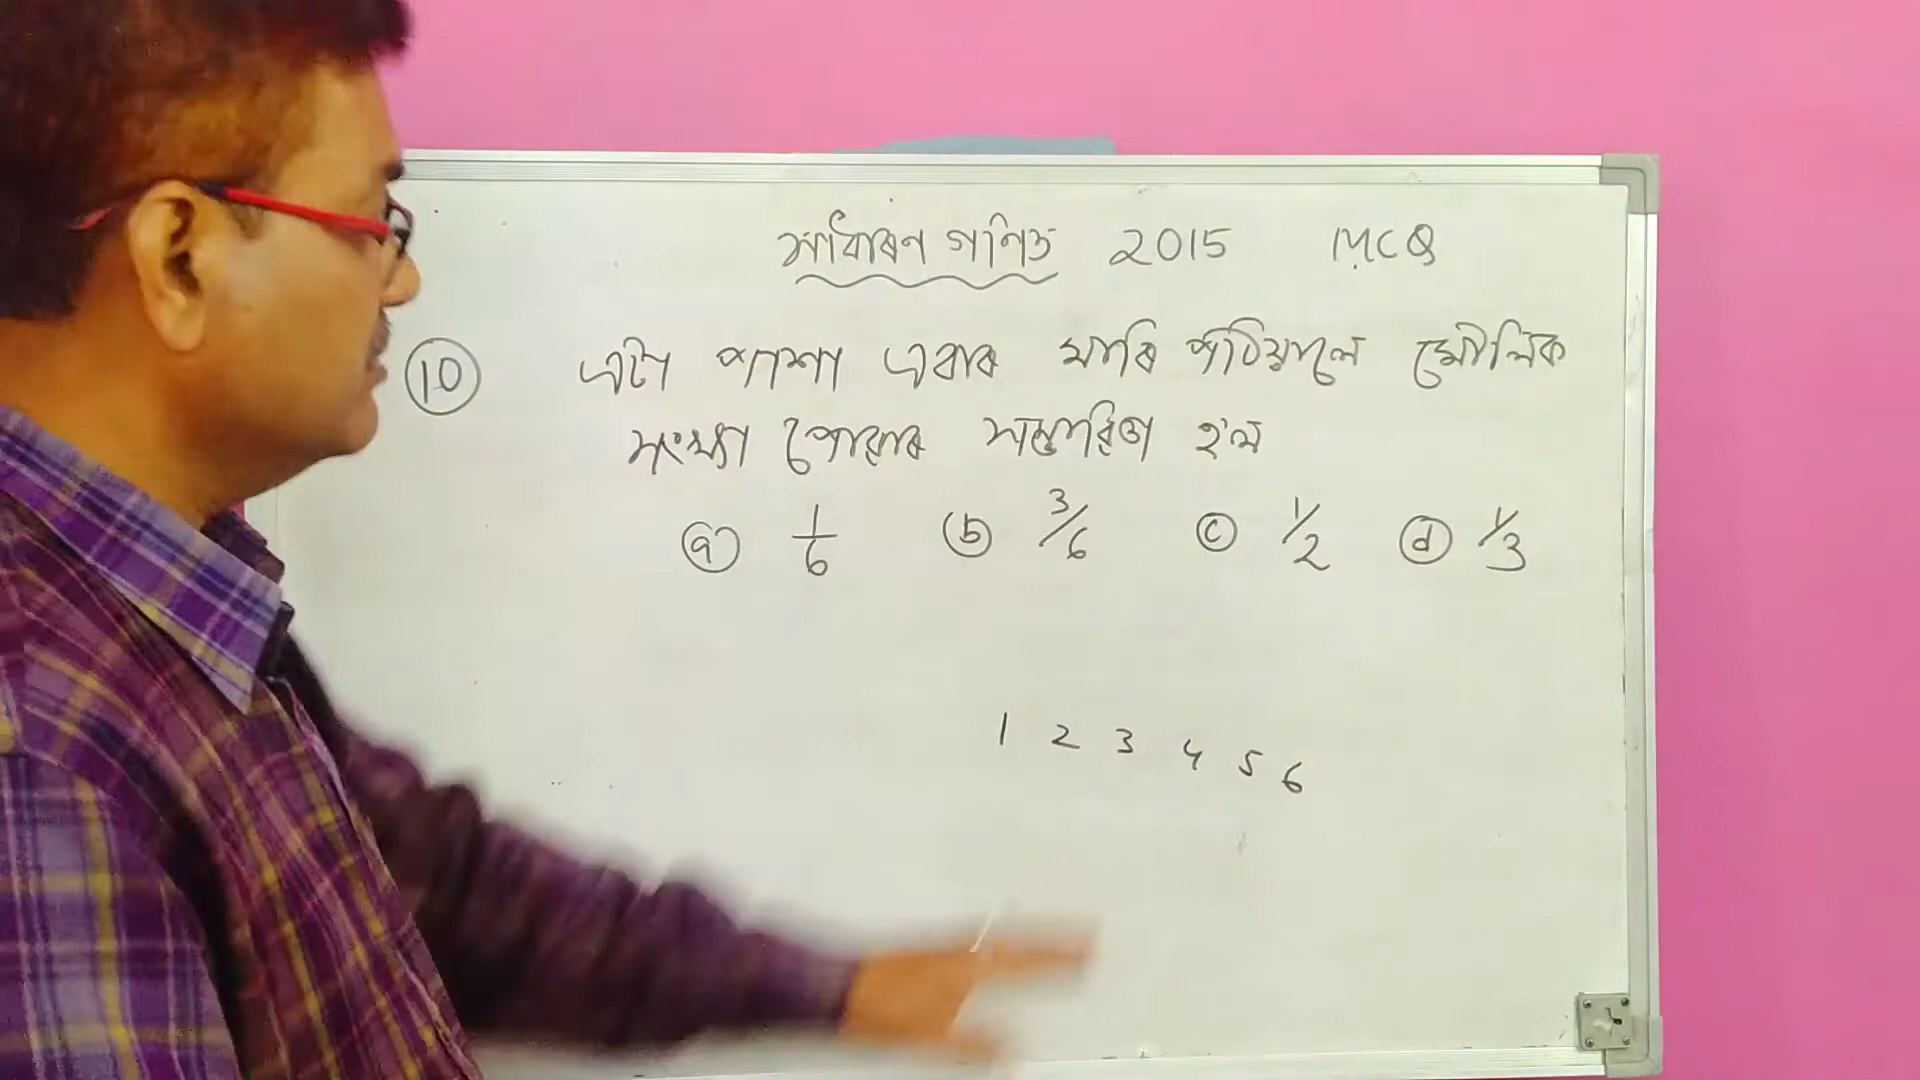 সাধাৰণ গণিত 2015 MCQ
10 এটা পাশা এবাৰ মাৰি পঠিয়ালে মৌলিক
সংখ্যা পোৱাৰ সম্ভাৱিতা হ'ল
a 1/6 b 3/6 c 1/2 d 1/3
1 2 3 4 5 6